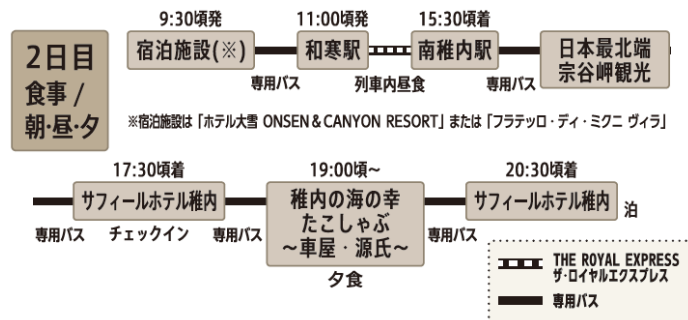 2日目
食事 /
朝·昼·夕
9:30頃発
宿泊施設(※)
専用バス
11:00頃発
和寒駅
列車内昼食
15:30頃着
南稚内駅
専用バス
日本最北端
宗谷岬観光
※宿泊施設は「ホテル大雪 ONSEN＆CANYON RESORT」または「フラテッロ・ディ・ミクニ ヴィラ」
専用バス
17:30頃着
サフィールホテル稚内
チェックイン
専用バス
19:00頃～
稚内の海の幸
たこしゃぶ
～車屋・源氏～
夕食
専用バス
20:30頃着
サフィールホテル稚内
泊
THE ROYAL EXPRESS
ザ・ロイヤルエクスプレス
専用バス